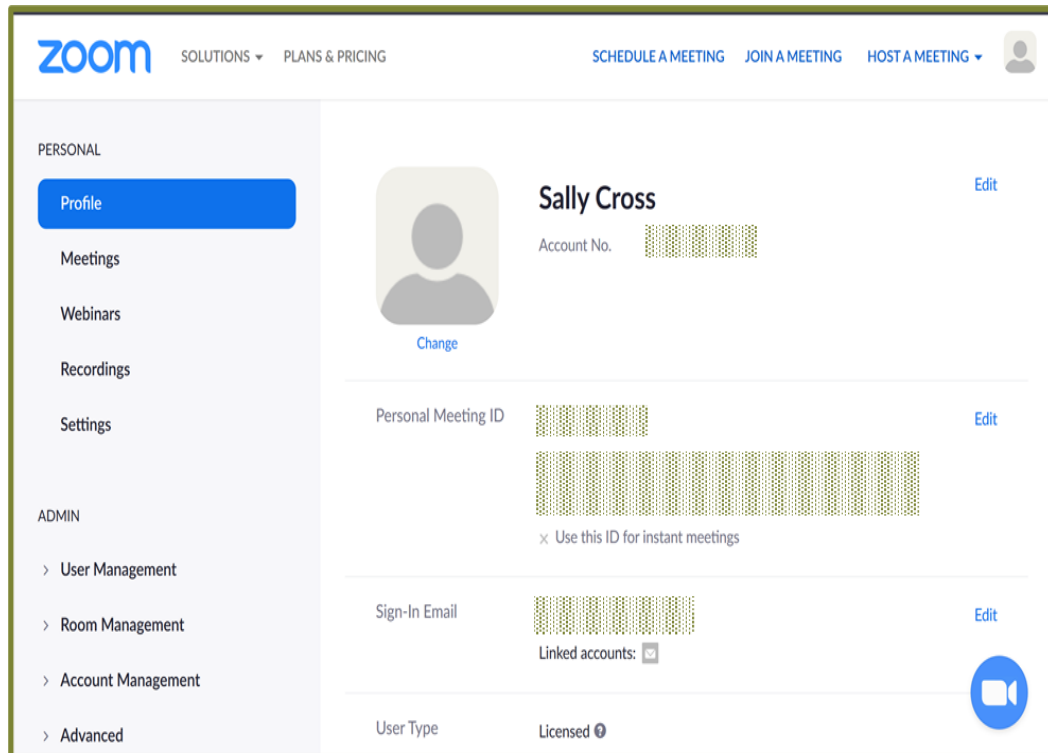 zoom SOLUTIONS PLANS & PRICING SCHEDULE A MEETING JOIN A MEETING HOST A MEETING
PERSONAL
Profile
Meetings
Webinars
Recordings
Settings
ADMIN
User Management
Room Management
Account Management
Advanced
Sally Cross Edit
Account No.
Change
Personal Meeting ID Edit
x Use this ID for instant meetings
Sign-In Email Edit
Linked accounts:
User Type Licensed ?